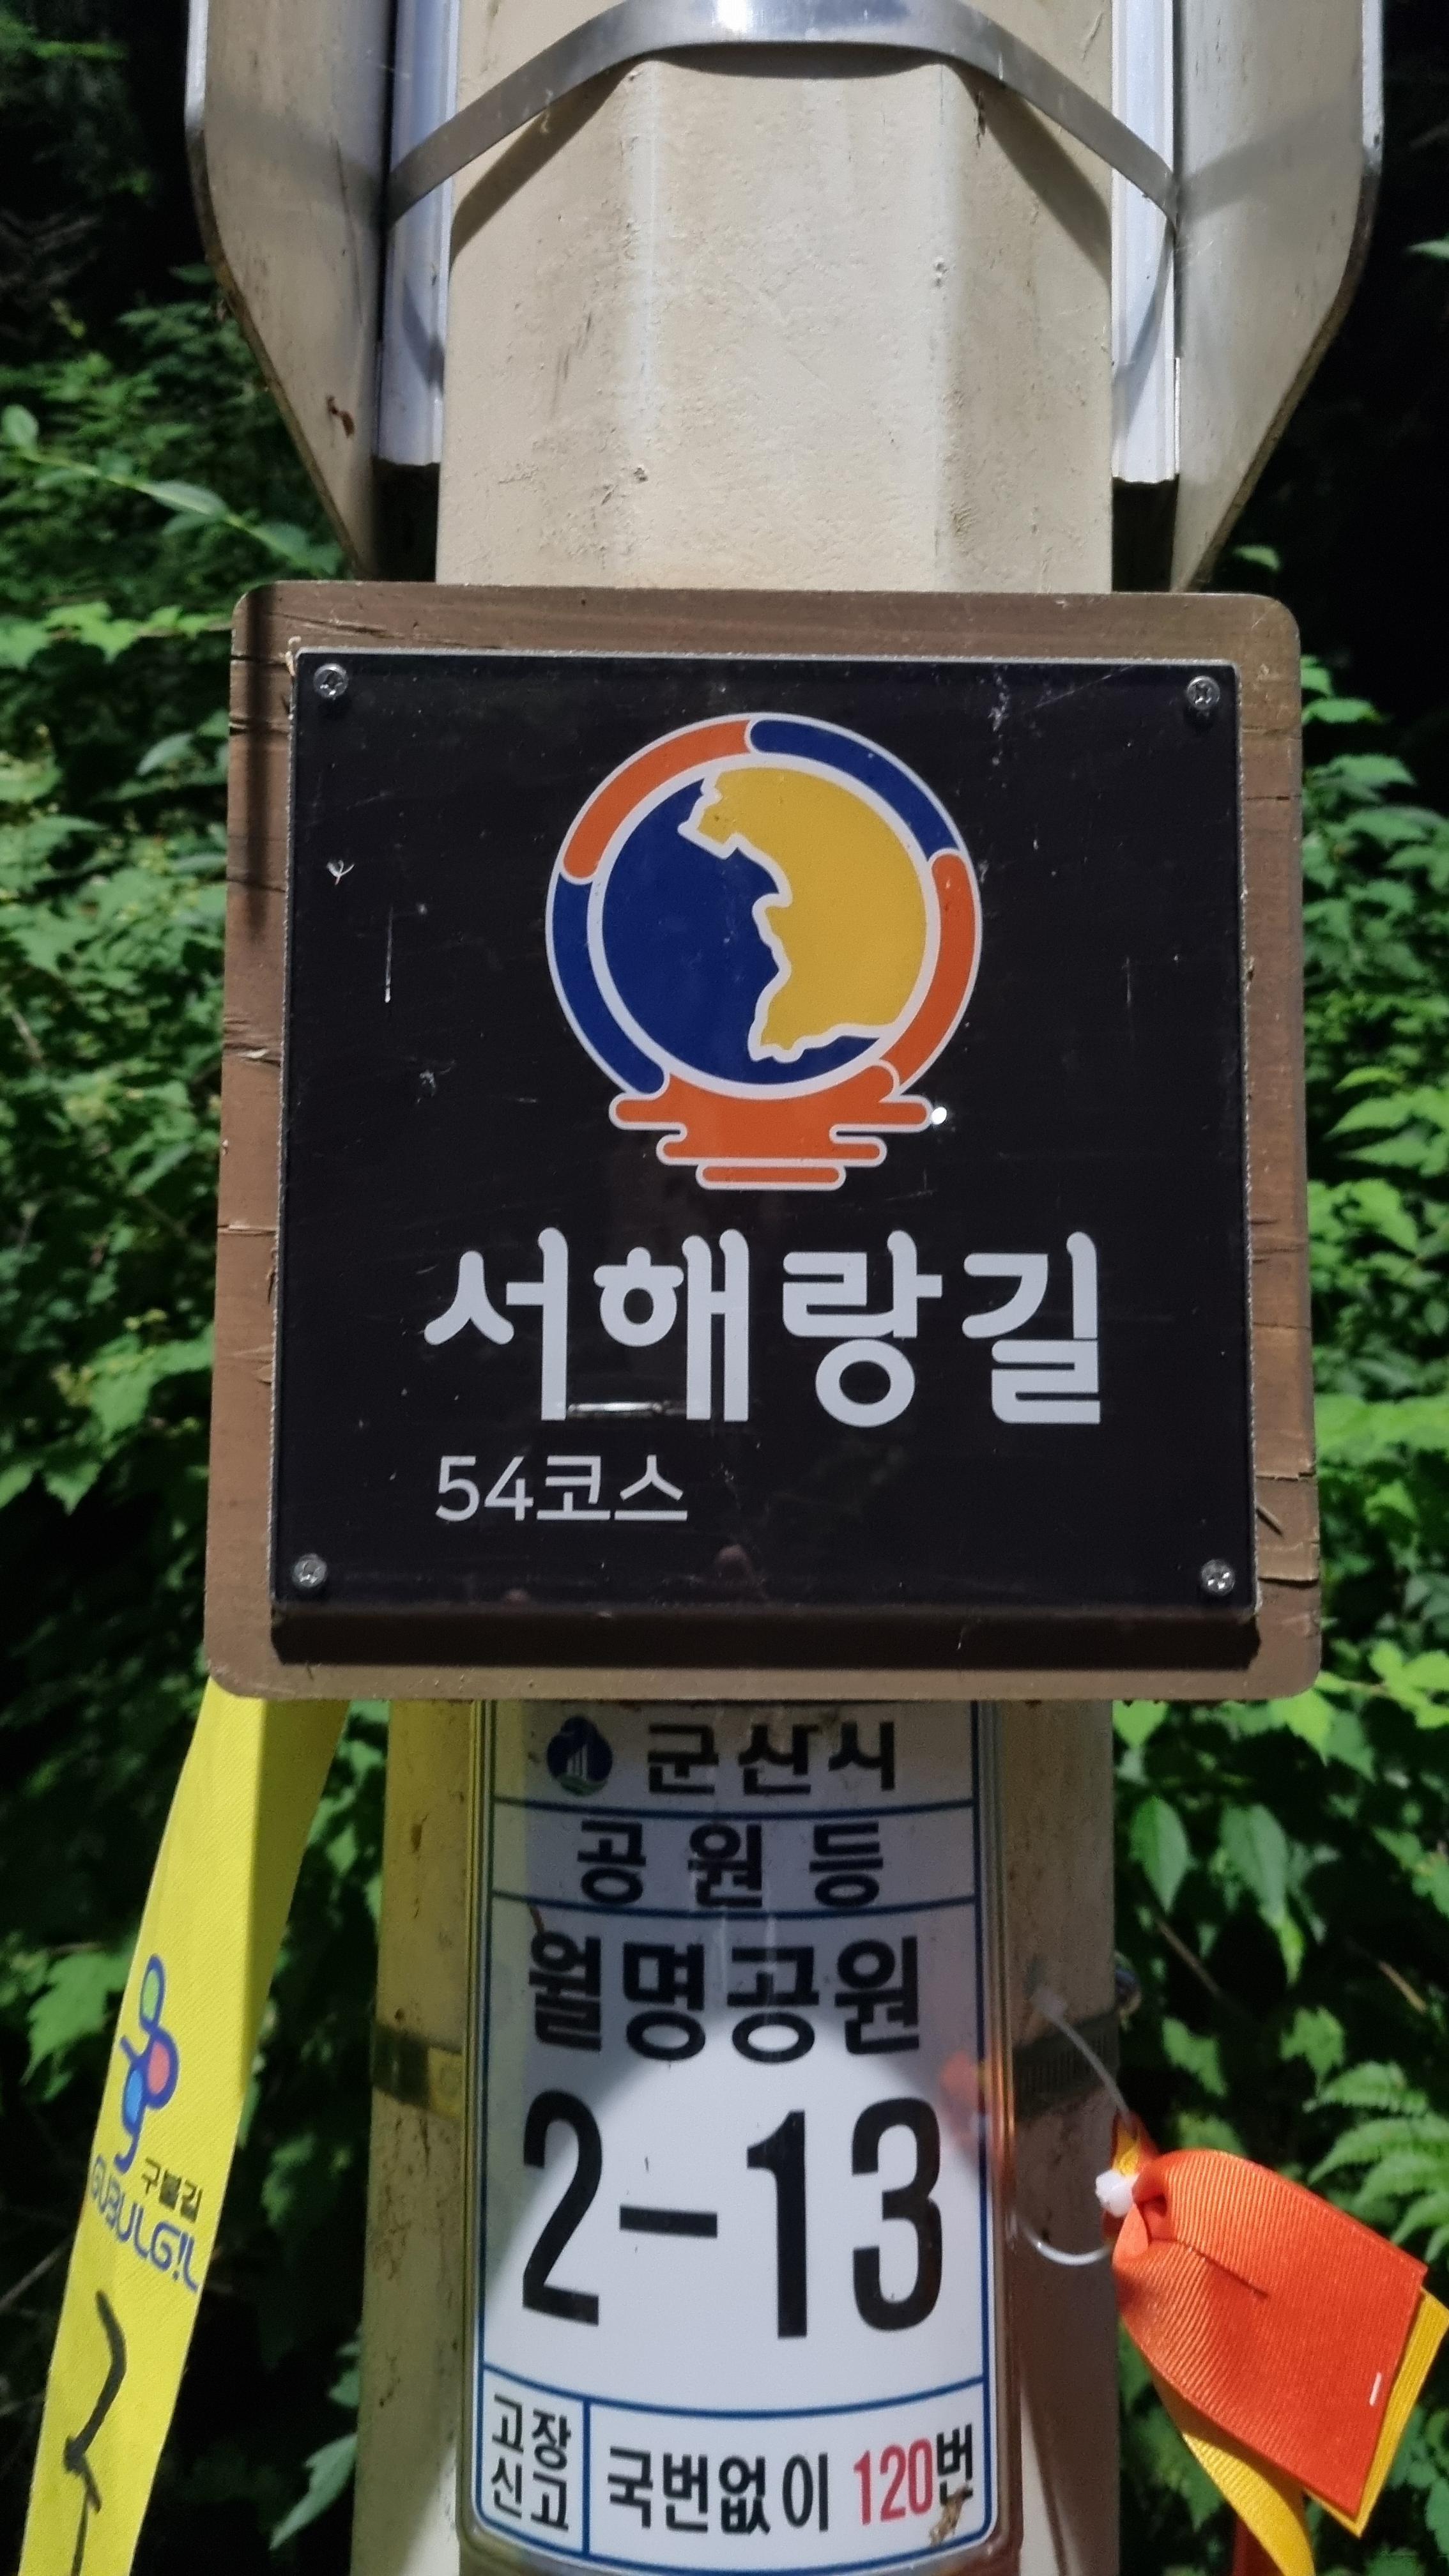 서해랑길
54코스
군산시
공원등
월명공원
2-13
고장
신고
국번없이 120번
구불길
GUBULGIL